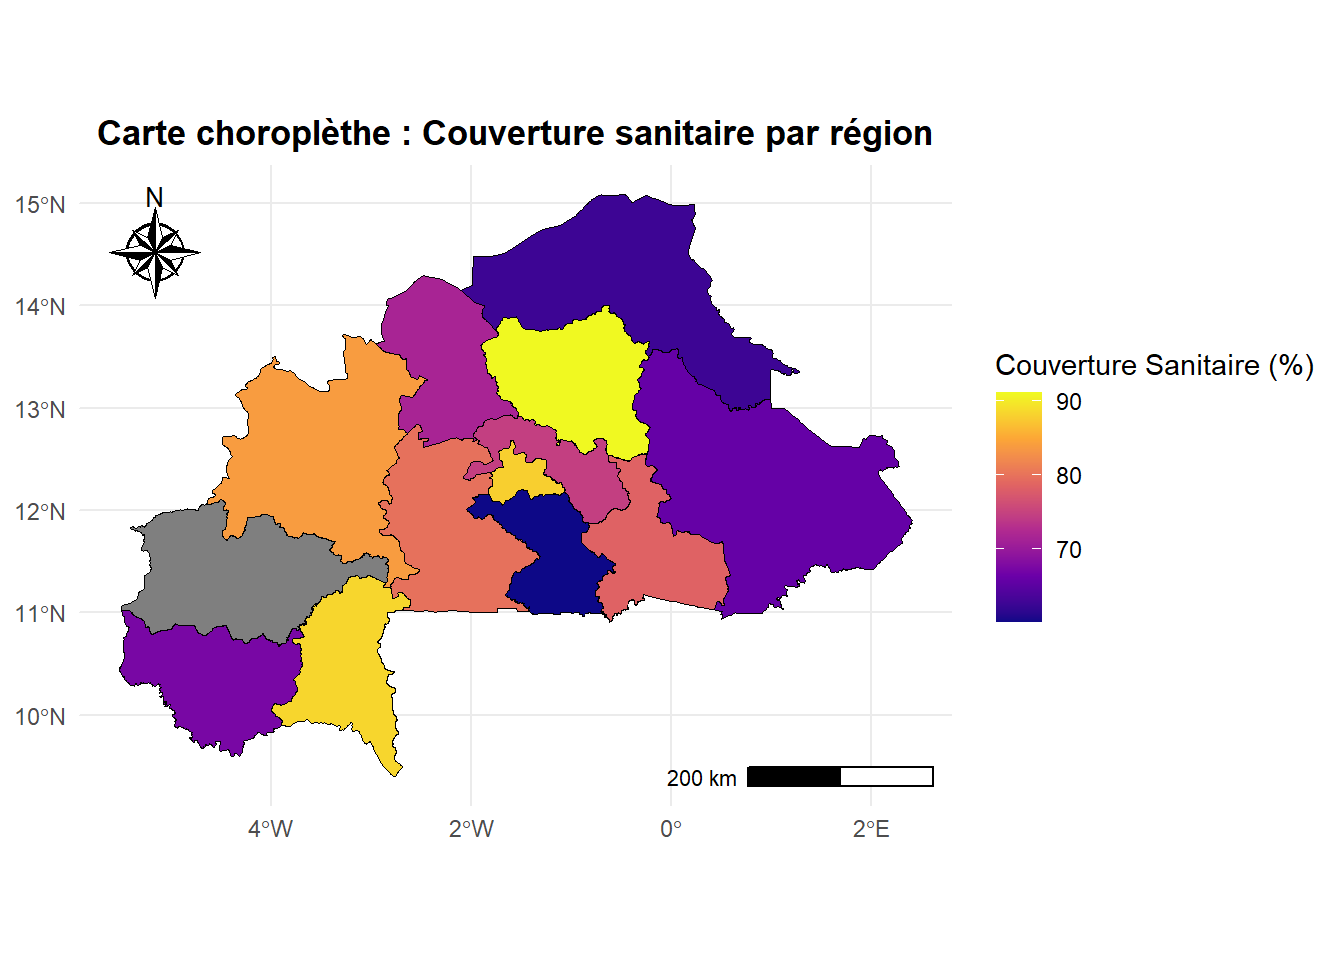 Carte choroplèthe : Couverture sanitaire par région
N
15°N
14°N
13°N
12°N
11°N
10°N
200 km
4°W
2°W
0°
2°E
Couverture Sanitaire (%)
90
80
70